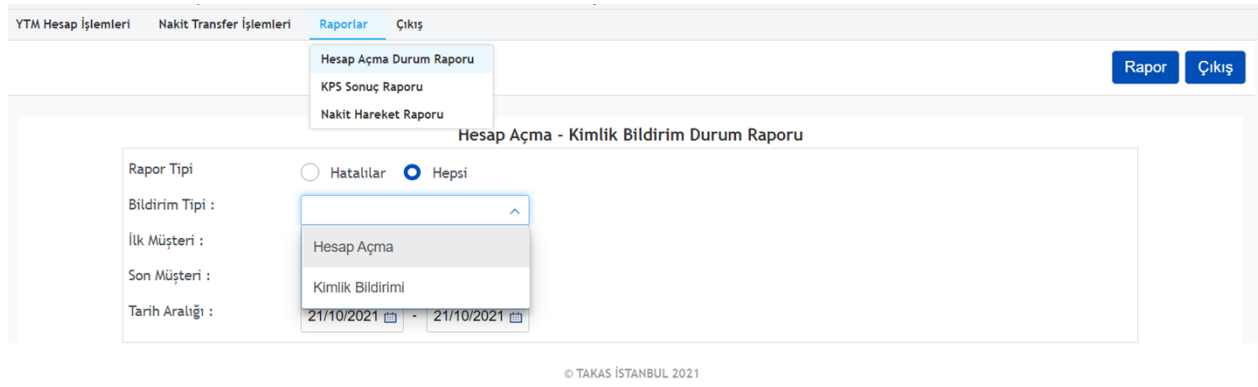 YTM Hesap İşlemleri Nakit Transfer İşlemleri Raporlar Çıkış
Hesap Açma Durum Raporu
KPS Sonuç Raporu
Nakit Hareket Raporu
Rapor Çıkış
Hesap Açma - Kimlik Bildirim Durum Raporu
Rapor Tipi Hatalılar Hepsi
Bildirim Tipi :
İlk Müşteri :
Hesap Açma
Son Müşteri :
Kimlik Bildirimi
Tarih Aralığı : 21/10/2021 - 21/10/2021
© TAKAS İSTANBUL 2021